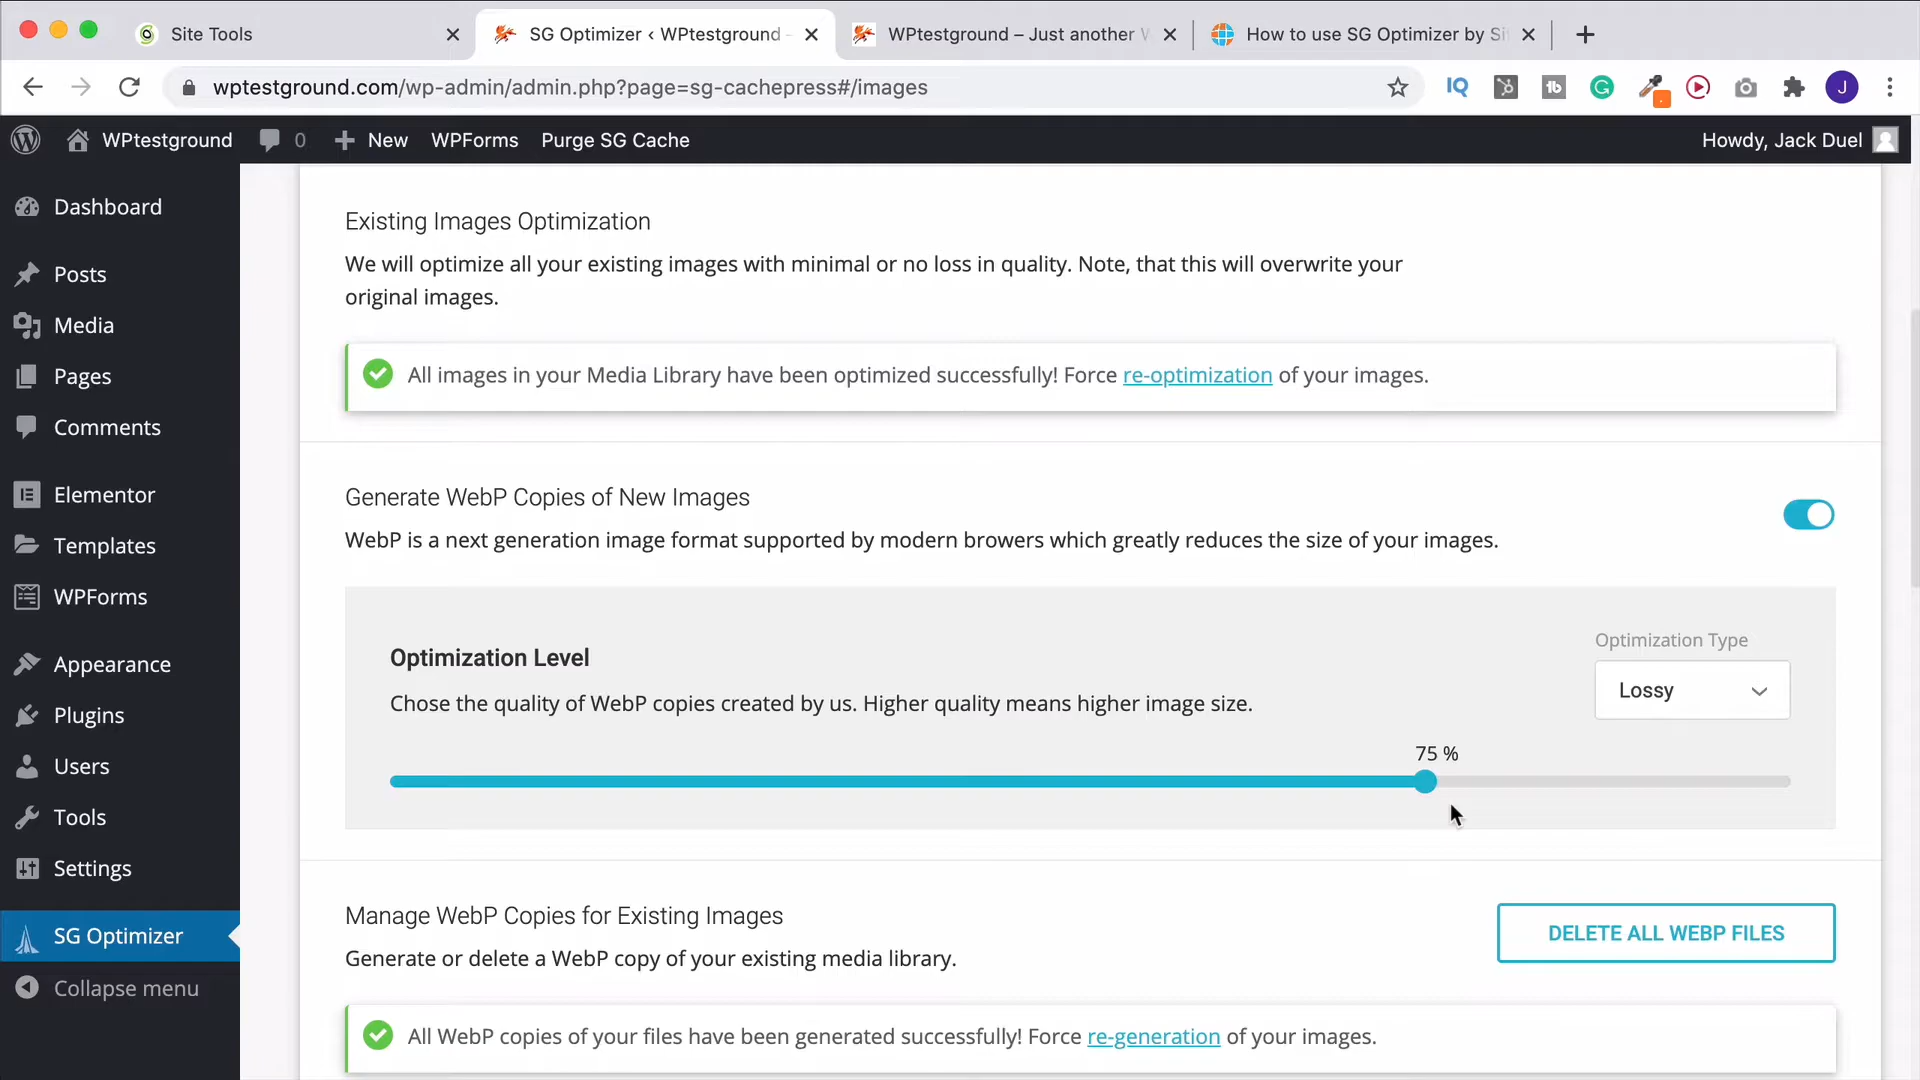 Site Tools
SG Optimizer ‹ WPtestground
WPtestground – Just another
How to use SG Optimizer by
wptestground.com/wp-admin/admin.php?page=sg-cachepress#/images
IQ
tb
J
WPtestground
0
New
WPForms
Purge SG Cache
Howdy, Jack Duel
Dashboard
Posts
Media
Pages
Comments
Elementor
Templates
WPForms
Appearance
Plugins
Users
Tools
Settings
SG Optimizer
Collapse menu
Existing Images Optimization
We will optimize all your existing images with minimal or no loss in quality. Note, that this will overwrite your
original images.
All images in your Media Library have been optimized successfully! Force re-optimization of your images.
Generate WebP Copies of New Images
WebP is a next generation image format supported by modern browers which greatly reduces the size of your images.
Optimization Level
Chose the quality of WebP copies created by us. Higher quality means higher image size.
Optimization Type
Lossy
75 %
Manage WebP Copies for Existing Images
Generate or delete a WebP copy of your existing media library.
DELETE ALL WEBP FILES
All WebP copies of your files have been generated successfully! Force re-generation of your images.